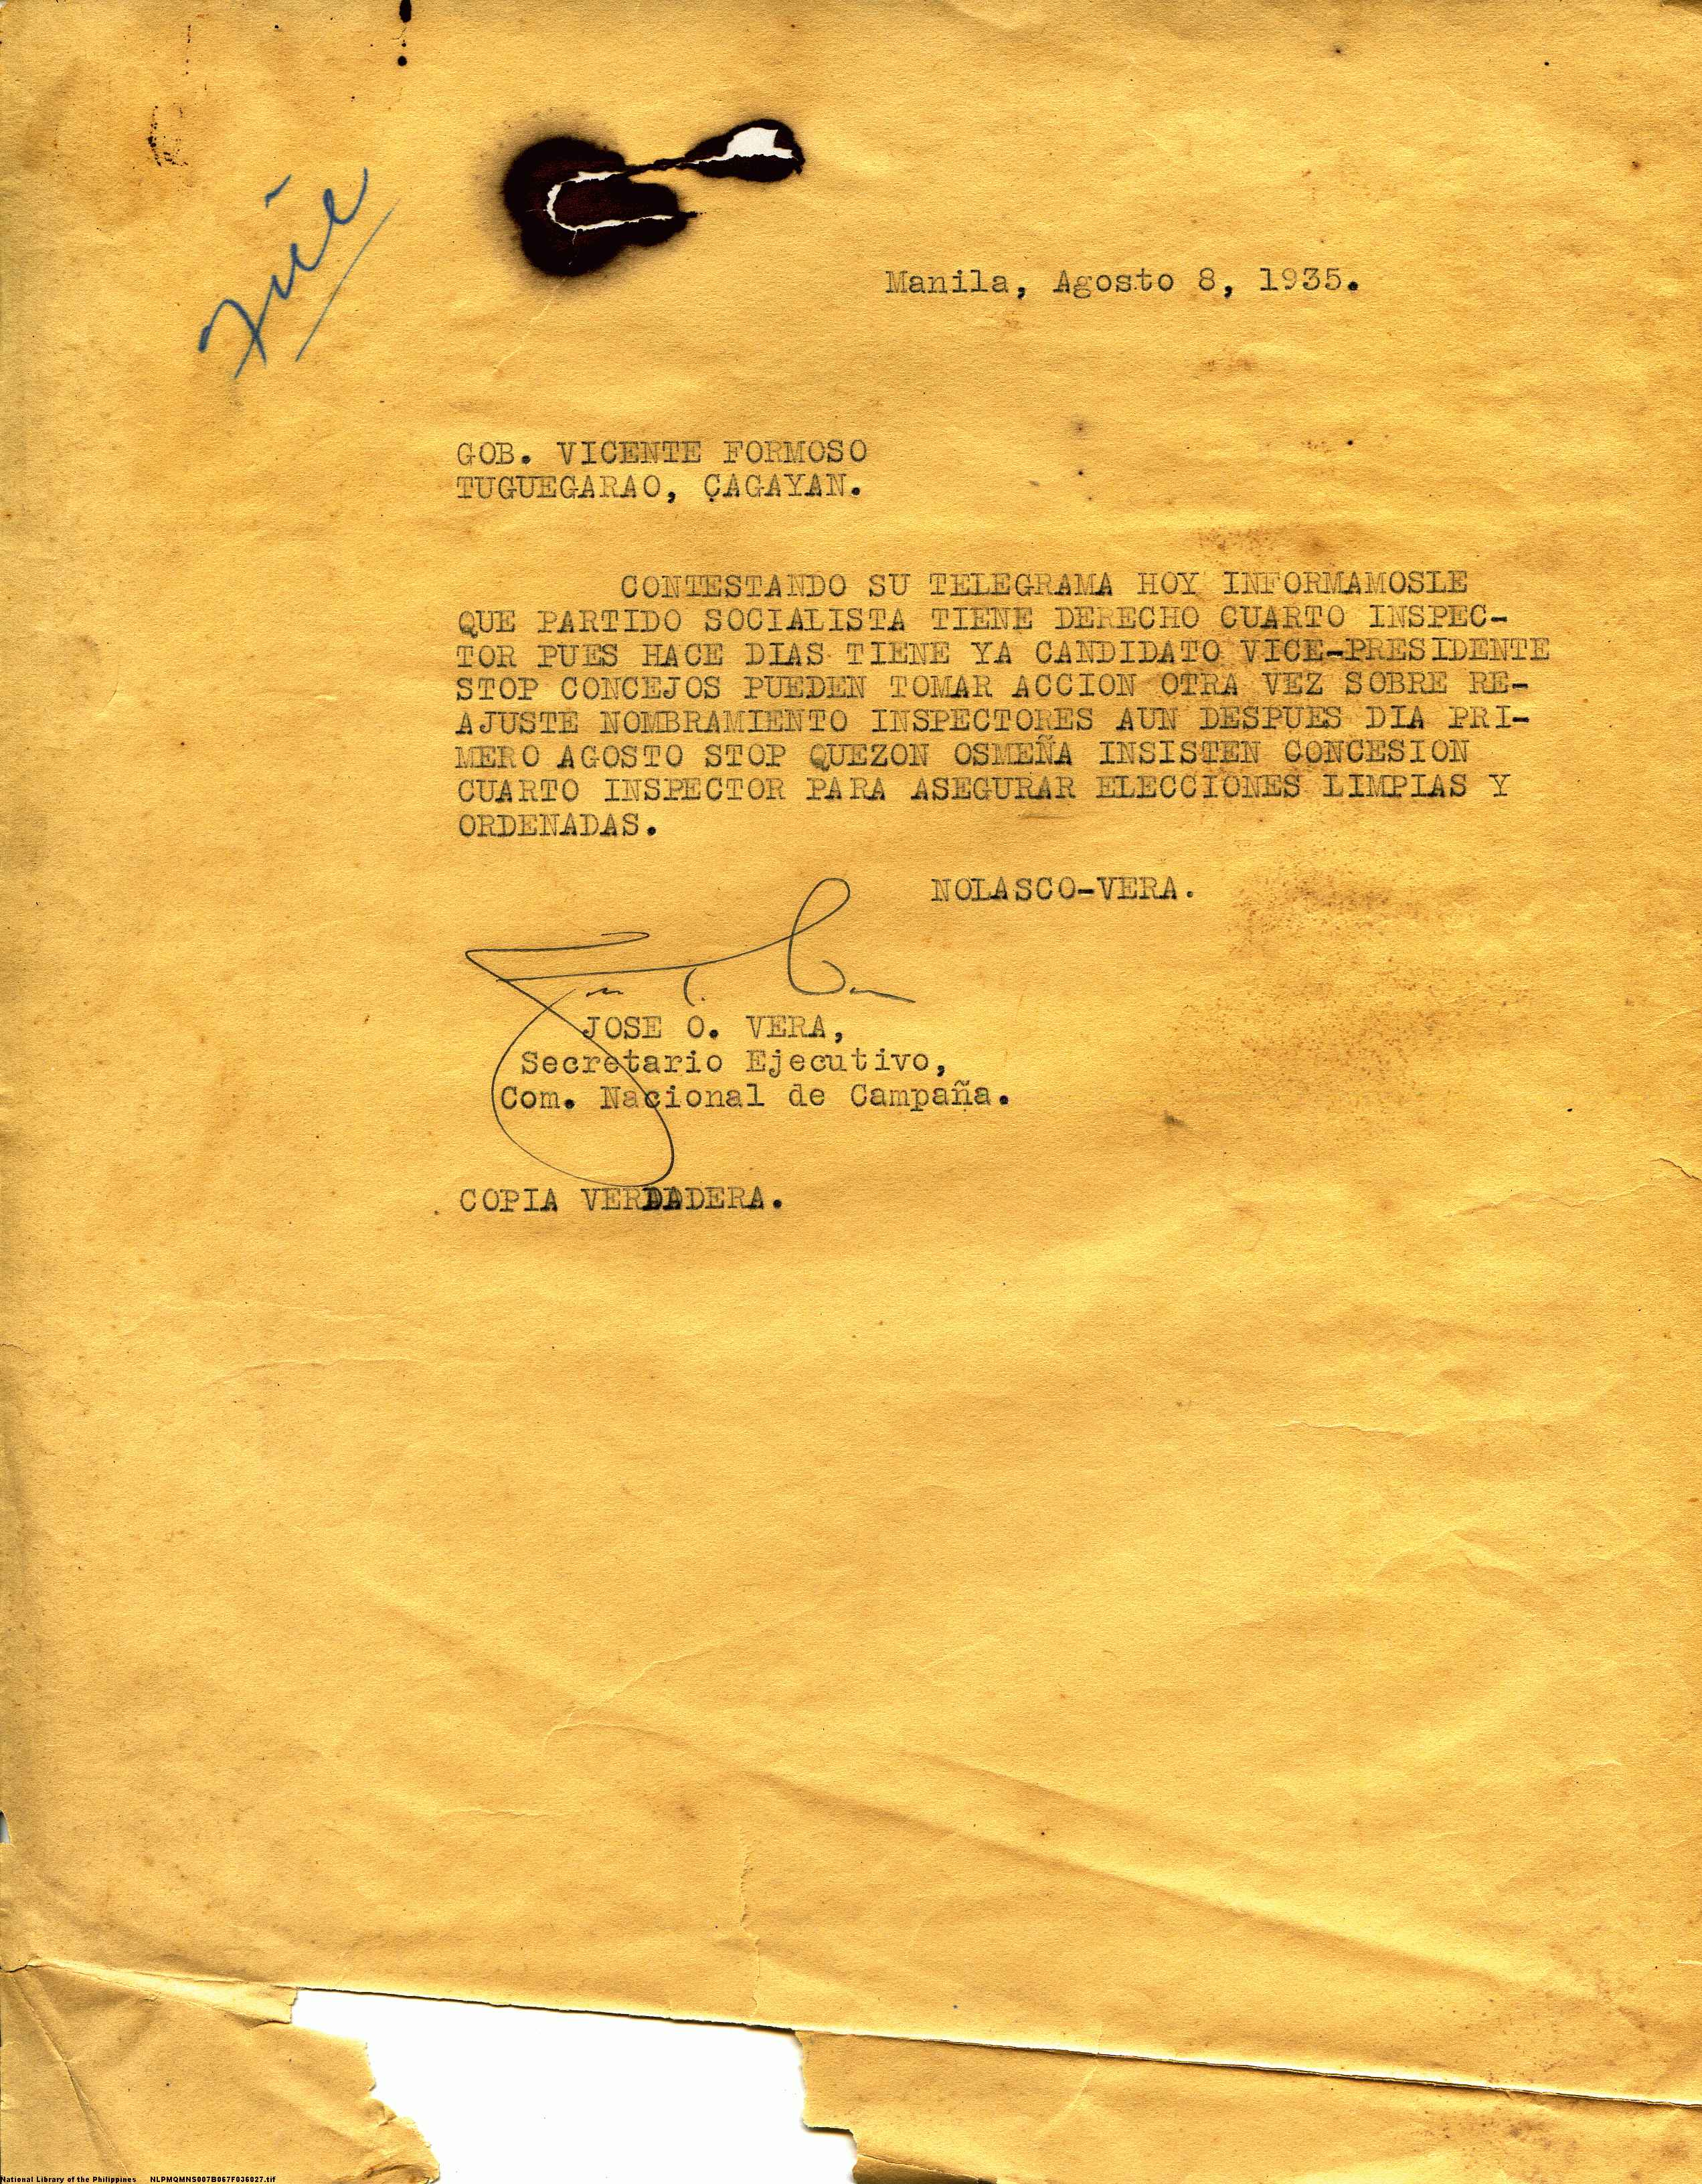 File
Manila, Agosto 8, 1935.
GOB. VICENTE FORMOSO
TUGUEGARAO, CAGAYAN.
CONTESTANDO SU TELEGRAMA HOY INFORMAMOSLE
QUE PARTIDO SOCIALISTA TIENE DERECHO CUARTO INSPEC-
TOR PUES HACE DIAS TIENE YA CANDIDATO VICE-PRESIDENTE
STOP CONCEJOS PUEDEN TOMAR ACCION OTRA VEZ SOBRE RE-
AJUSTE NOMBRAMIENTO INSPECTORES AUN DESPUES DIA PRI-
MERO AGOSTO STOP QUEZON OSMEÑA INSISTEN CONCESION
CUARTO INSPECTOR PARA ASEGURAR ELECCIONES LIMPIAS Y
ORDENADAS.
NOLASCO-VERA.
JOSE O. VERA,
Secretario Ejecutivo,
Com. Nacional de Campaña.
COPIA VERDADERA.
National Library of the Philippines NLPMQMNS007B067F036027.tif